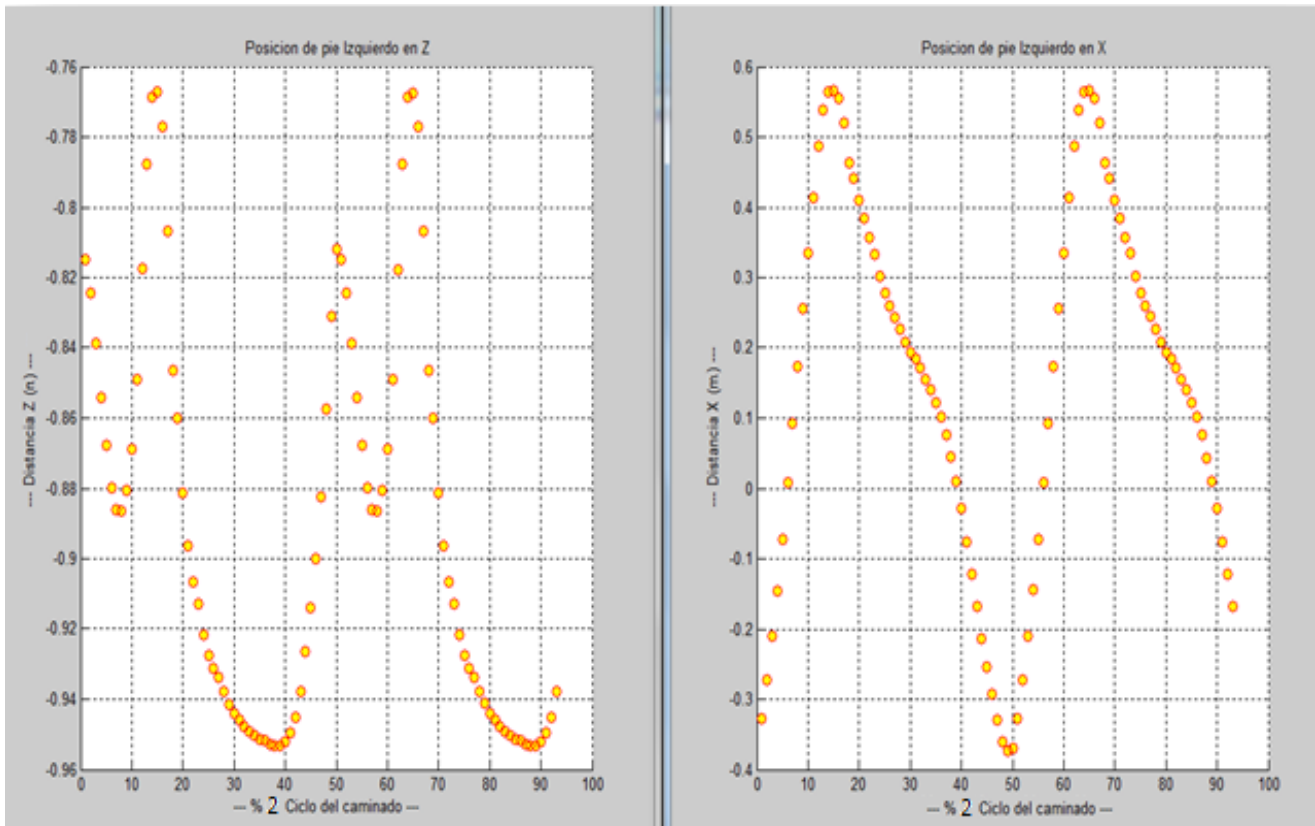 Posicion de pie Izquierdo en Z
-0.76
-0.78
-0.8
-0.82
-0.84
-0.86
-0.88
-0.9
-0.92
-0.94
-0.96
--- Distancia Z (n.) ---
0 10 20 30 40 50 60 70 80 90 100
--- % 2 Ciclo del caminado ---
Posicion de pie Izquierdo en X
0.6
0.5
0.4
0.3
0.2
0.1
0
-0.1
-0.2
-0.3
-0.4
--- Distancia X (m.) ---
0 10 20 30 40 50 60 70 80 90 100
--- % 2 Ciclo del caminado ---